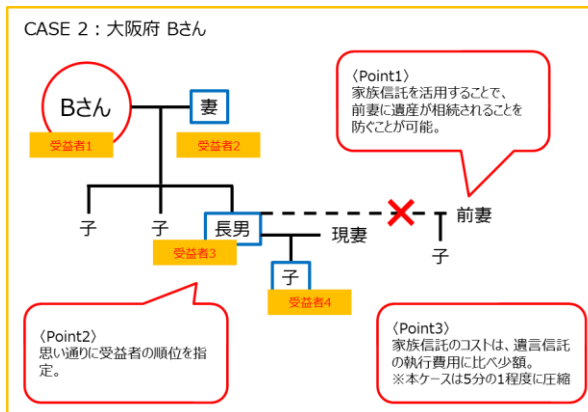 CASE 2：大阪府 Bさん
Bさん
受益者1
妻
受益者2
〈Point1〉
家族信託を活用することで、
前妻に遺産が相続されることを
防ぐことが可能。
子
子
長男
受益者3
現妻
前妻
子
子
受益者4
〈Point2〉
思い通りに受益者の順位を指
定。
〈Point3〉
家族信託のコストは、遺言信託
の執行費用に比べ少額。
※本ケースは5分の1程度に圧縮